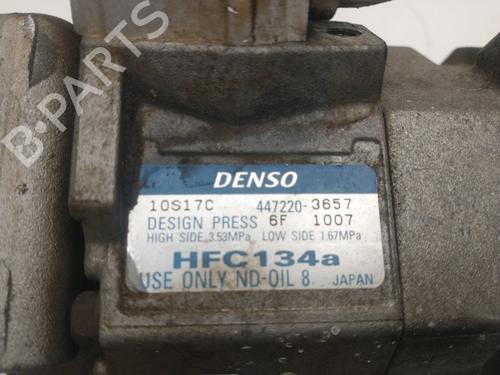 B-PARTS
DENSO
10S17C 447220-3657
DESIGN PRESS 6F 1007
HIGH SIDE 3.53MPa LOW SIDE 1.67MPa
HFC134a
USE ONLY ND-OIL 8 JAPAN